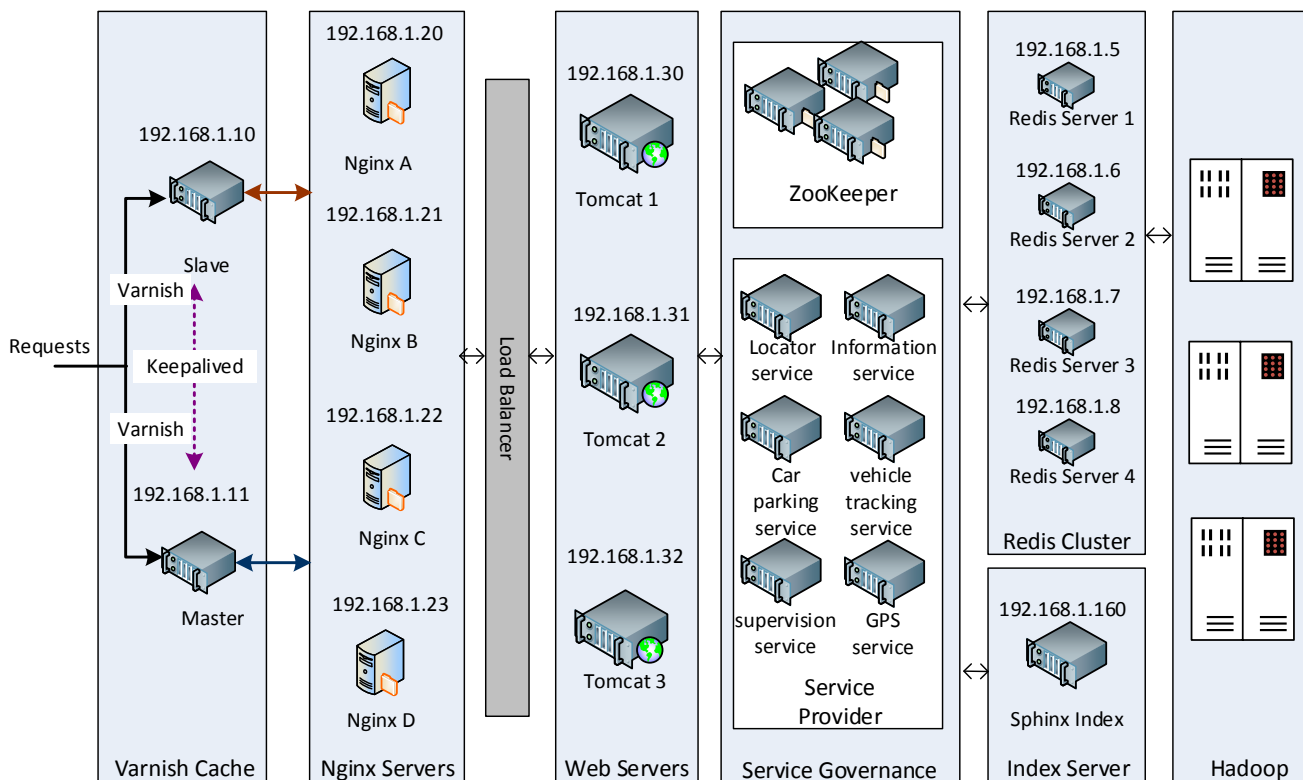 Requests
192.168.1.10
Slave
Varnish
Keepalived
Varnish
192.168.1.11
Master
Varnish Cache
192.168.1.20
Nginx A
192.168.1.21
Nginx B
192.168.1.22
Nginx C
192.168.1.23
Nginx D
Nginx Servers
Load Balancer
192.168.1.30
Tomcat 1
192.168.1.31
Tomcat 2
192.168.1.32
Tomcat 3
Web Servers
ZooKeeper
Locator
service
Information
service
Car
parking
service
vehicle
tracking
service
supervision
service
GPS
service
Service
Provider
Service Governance
192.168.1.5
Redis Server 1
192.168.1.6
Redis Server 2
192.168.1.7
Redis Server 3
192.168.1.8
Redis Server 4
Redis Cluster
192.168.1.160
Sphinx Index
Index Server
Hadoop